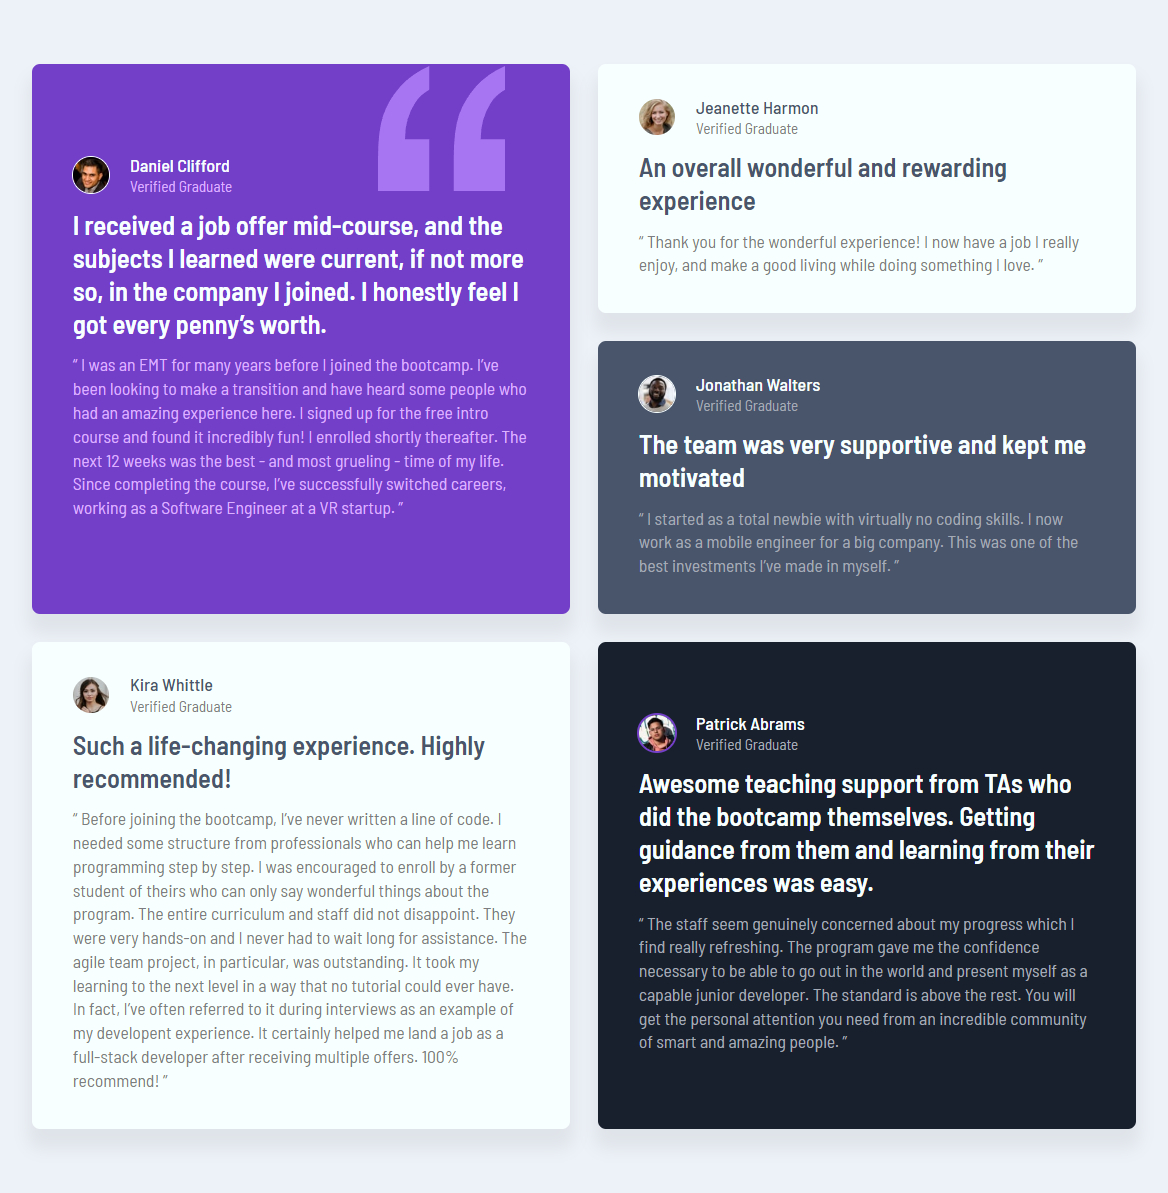 Daniel Clifford
Verified Graduate
I received a job offer mid-course, and the
subjects I learned were current, if not more
so, in the company I joined. I honestly feel I
got every penny’s worth.
“ I was an EMT for many years before I joined the bootcamp. I’ve
been looking to make a transition and have heard some people who
had an amazing experience here. I signed up for the free intro
course and found it incredibly fun! I enrolled shortly thereafter. The
next 12 weeks was the best - and most grueling - time of my life.
Since completing the course, I’ve successfully switched careers,
working as a Software Engineer at a VR startup. ”
Jeanette Harmon
Verified Graduate
An overall wonderful and rewarding
experience
“ Thank you for the wonderful experience! I now have a job I really
enjoy, and make a good living while doing something I love. ”
Jonathan Walters
Verified Graduate
The team was very supportive and kept me
motivated
“ I started as a total newbie with virtually no coding skills. I now
work as a mobile engineer for a big company. This was one of the
best investments I’ve made in myself. ”
Kira Whittle
Verified Graduate
Such a life-changing experience. Highly
recommended!
“ Before joining the bootcamp, I’ve never written a line of code. I
needed some structure from professionals who can help me learn
programming step by step. I was encouraged to enroll by a former
student of theirs who can only say wonderful things about the
program. The entire curriculum and staff did not disappoint. They
were very hands-on and I never had to wait long for assistance. The
agile team project, in particular, was outstanding. It took my
learning to the next level in a way that no tutorial could ever have.
In fact, I’ve often referred to it during interviews as an example of
my developent experience. It certainly helped me land a job as a
full-stack developer after receiving multiple offers. 100%
recommend! ”
Patrick Abrams
Verified Graduate
Awesome teaching support from TAs who
did the bootcamp themselves. Getting
guidance from them and learning from their
experiences was easy.
“ The staff seem genuinely concerned about my progress which I
find really refreshing. The program gave me the confidence
necessary to be able to go out in the world and present myself as a
capable junior developer. The standard is above the rest. You will
get the personal attention you need from an incredible community
of smart and amazing people. ”